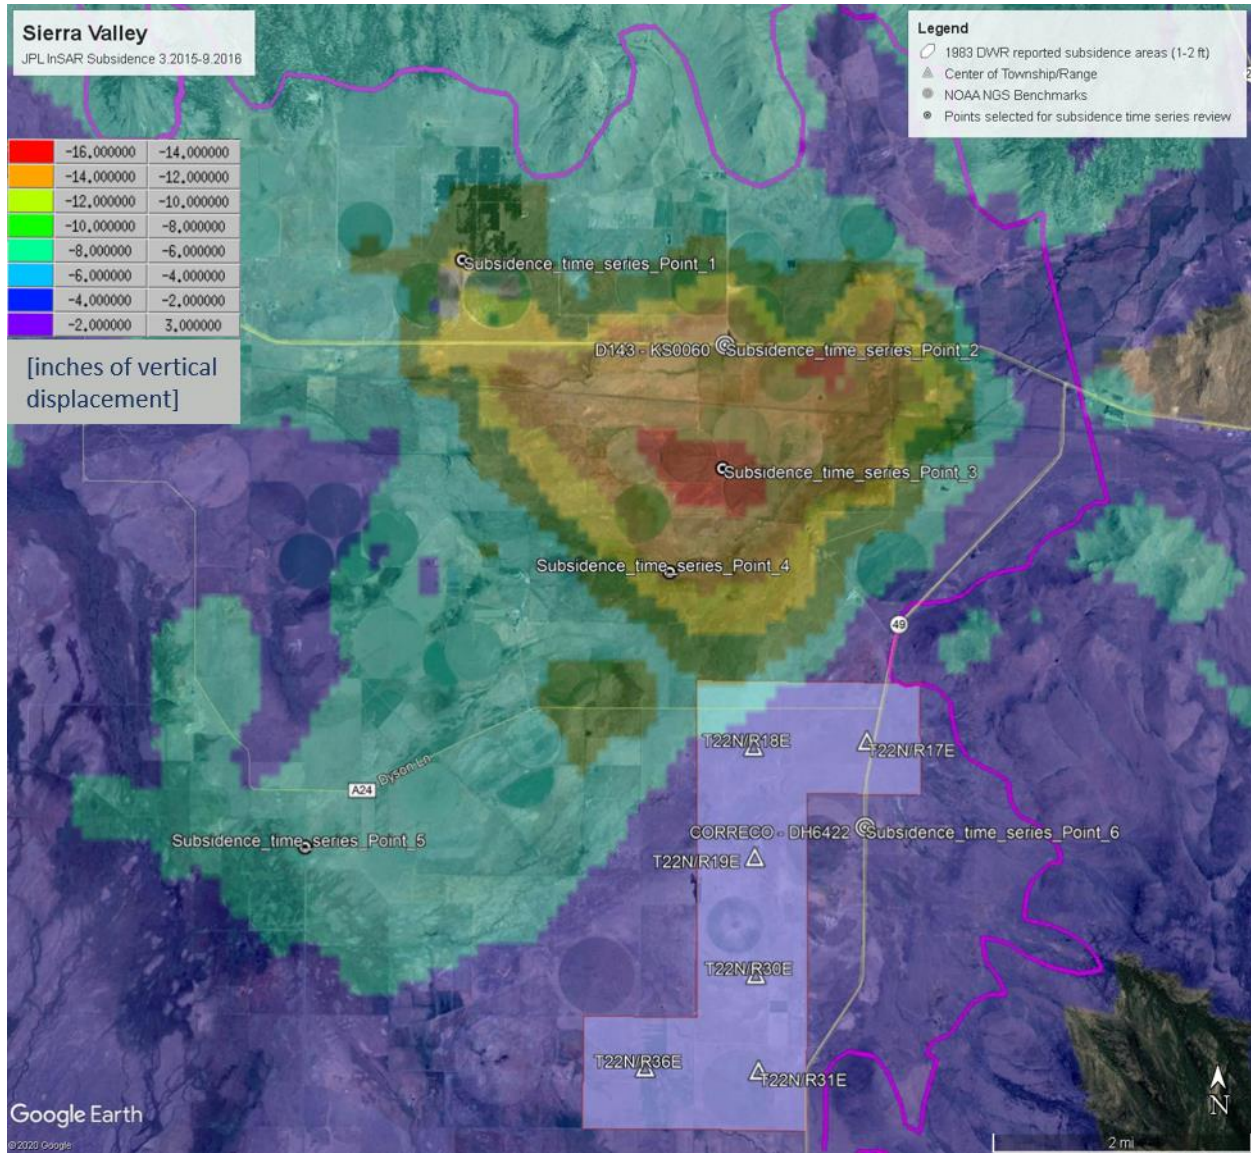 Sierra Valley
JPL InSAR Subsidence 3.2015-9.2016
Legend
1983 DWR reported subsidence areas (1-2 ft)
Center of Township/Range
NOAA NGS Benchmarks
Points selected for subsidence time series review
-16.000000 -14.000000
-14.000000 -12.000000
-12.000000 -10.000000
-10.000000 -8.000000
-8.000000 -6.000000
-6.000000 -4.000000
-4.000000 -2.000000
-2.000000 3.000000
[inches of vertical
displacement]
Subsidence_time_series_Point_1
D143 - KS0060 Subsidence_time_series_Point_2
Subsidence_time_series_Point_3
Subsidence_time_series_Point_4
49
T22N/R18E
T22N/R17E
A24
Dyson Ln
Subsidence_time_series_Point_5
CORRECO - DH6422 Subsidence_time_series_Point_6
T22N/R19E
T22N/R30E
T22N/R36E
T22N/R31E
Google Earth
©2020 Google
N
2 mi